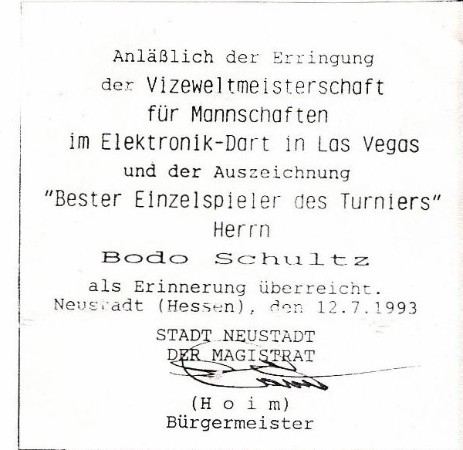 Anläßlich der Erringung
der Vizeweltmeisterschaft
für Mannschaften
im Elektronik-Dart in Las Vegas
und der Auszeichnung
"Bester Einzelspieler des Turniers"
Herrn
Bodo Schultz
als Erinnerung überreicht.
Neustadt (Hessen), den 12.7.1993
STADT NEUSTADT
DER MAGISTRAT
(H o i m)
Bürgermeister